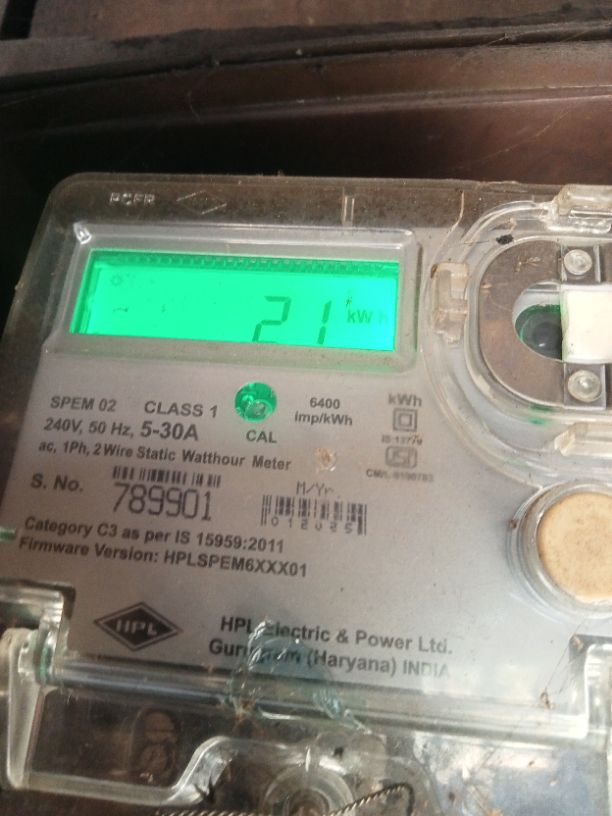 21 kWh
SPEM 02 CLASS 1 6400 imp/kWh kWh
240V, 50 Hz, 5-30A CAL
ac, 1Ph, 2 Wire Static Watthour Meter
S. No. 789901 M/Yr.
Category C3 as per IS 15959:2011
Firmware Version: HPLSPEM6XXX01
HPL
HPL Electric & Power Ltd.
(Haryana) INDIA